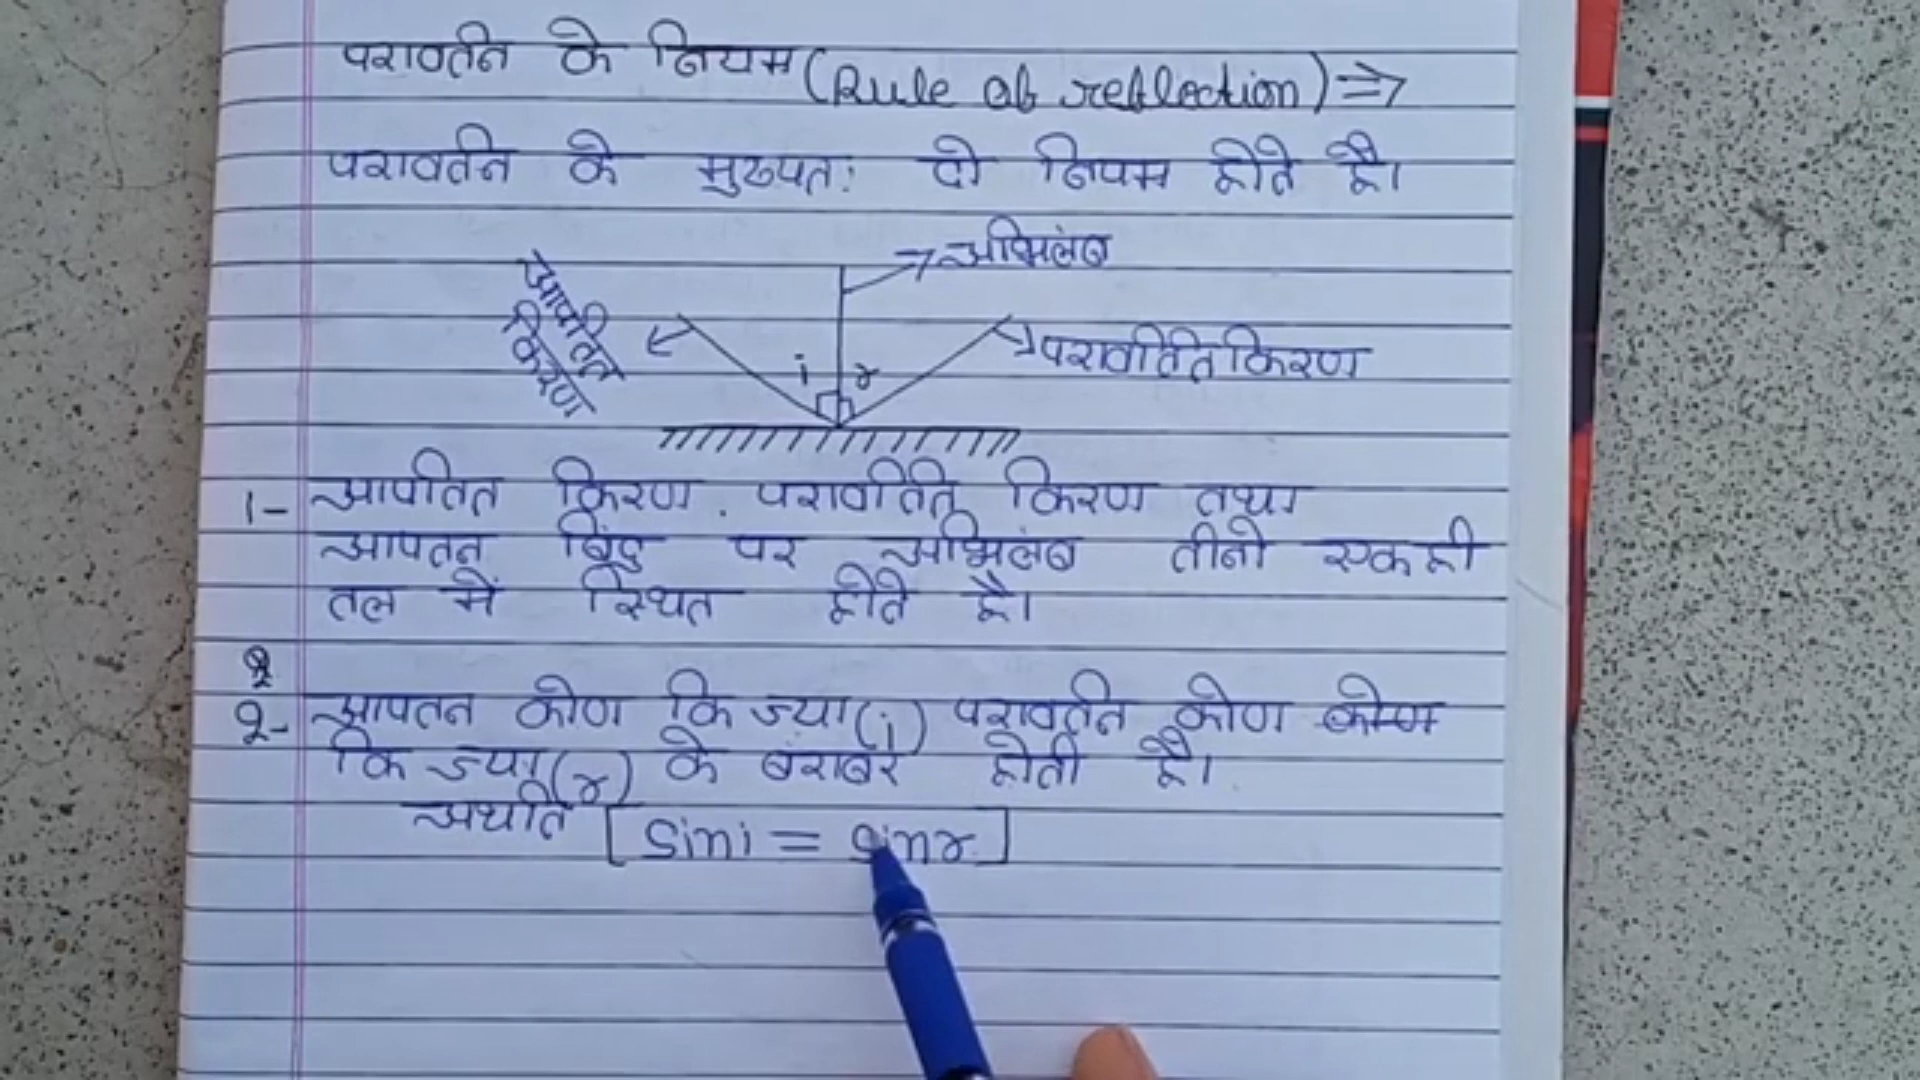 परावर्तन के नियम (Rule of reflection) ⇒
परावर्तन के मुख्यत: दो नियम होते है।
अभिलंब
आपतित
किरण
परावर्तित किरण
i r
1- आपतित किरण. परावर्तित किरण तथा
आपतन बिंदु पर अभिलंब तीनो एक ही
तल में स्थित होते है।
2- आपतन कोण कि ज्या (i) परावर्तन कोण कोण
कि ज्या (r) के बराबर होती है।
अर्थात [sini = sinr]